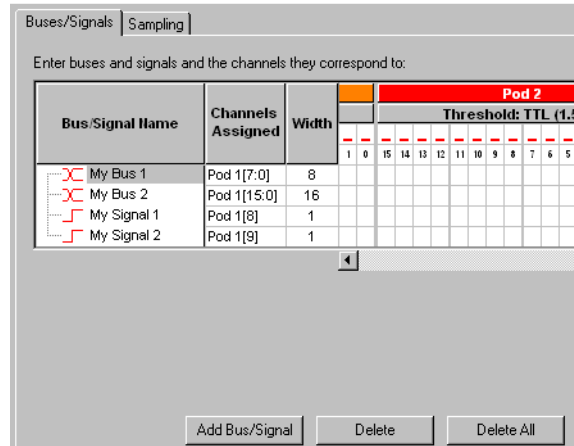 Buses/Signals Sampling
Enter buses and signals and the channels they correspond to:
Pod 2
Bus/Signal Name Channels Assigned Width Threshold: TTL (1.5
1 0 15 14 13 12 11 10 9 8 7 6 5
My Bus 1 Pod 1[7:0] 8
My Bus 2 Pod 1[15:0] 16
My Signal 1 Pod 1[8] 1
My Signal 2 Pod 1[9] 1
Add Bus/Signal Delete Delete All